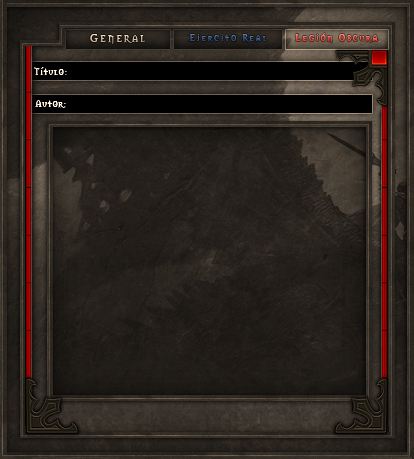 General
Ejercito Real
Legión Oscura
Título:
Autor: